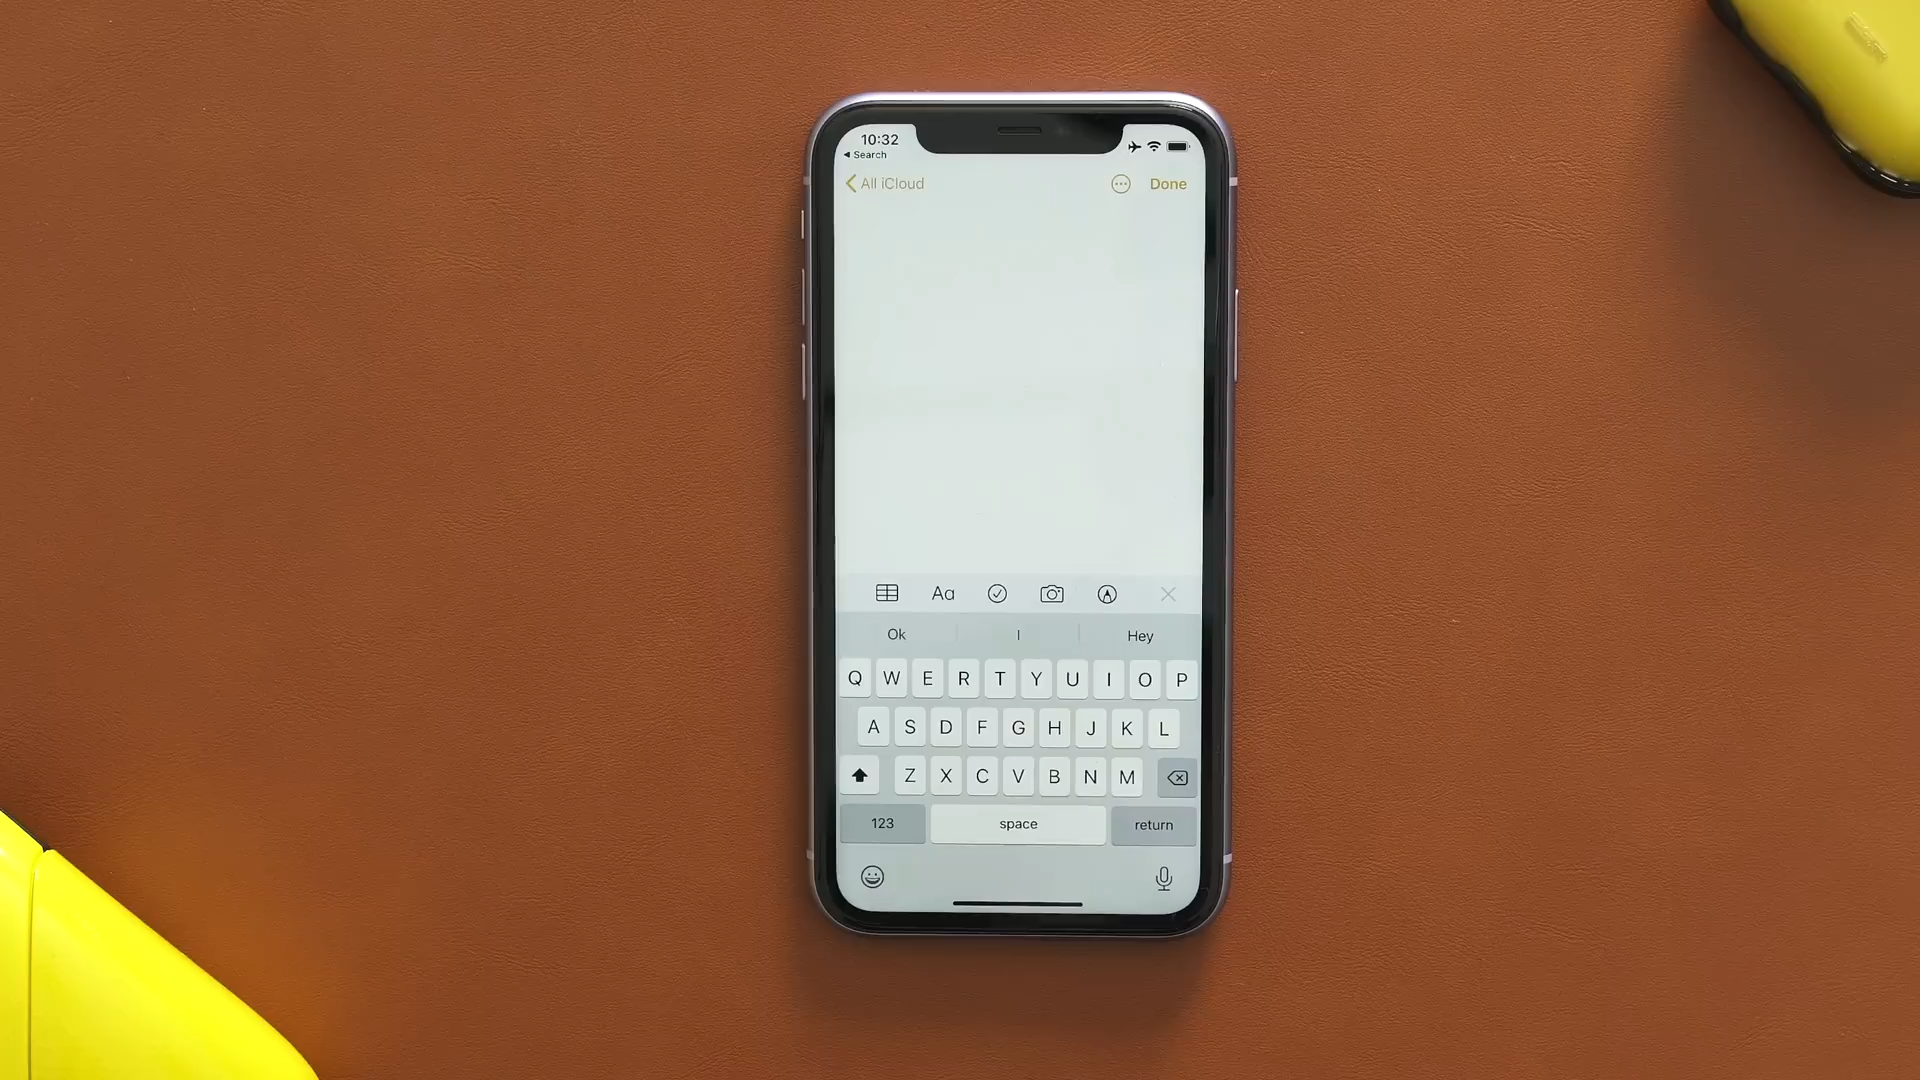 10:32
Search
All iCloud
Done
Aa
Ok
I
Hey
Q W E R T Y U I O P
A S D F G H J K L
Z X C V B N M
123
space
return